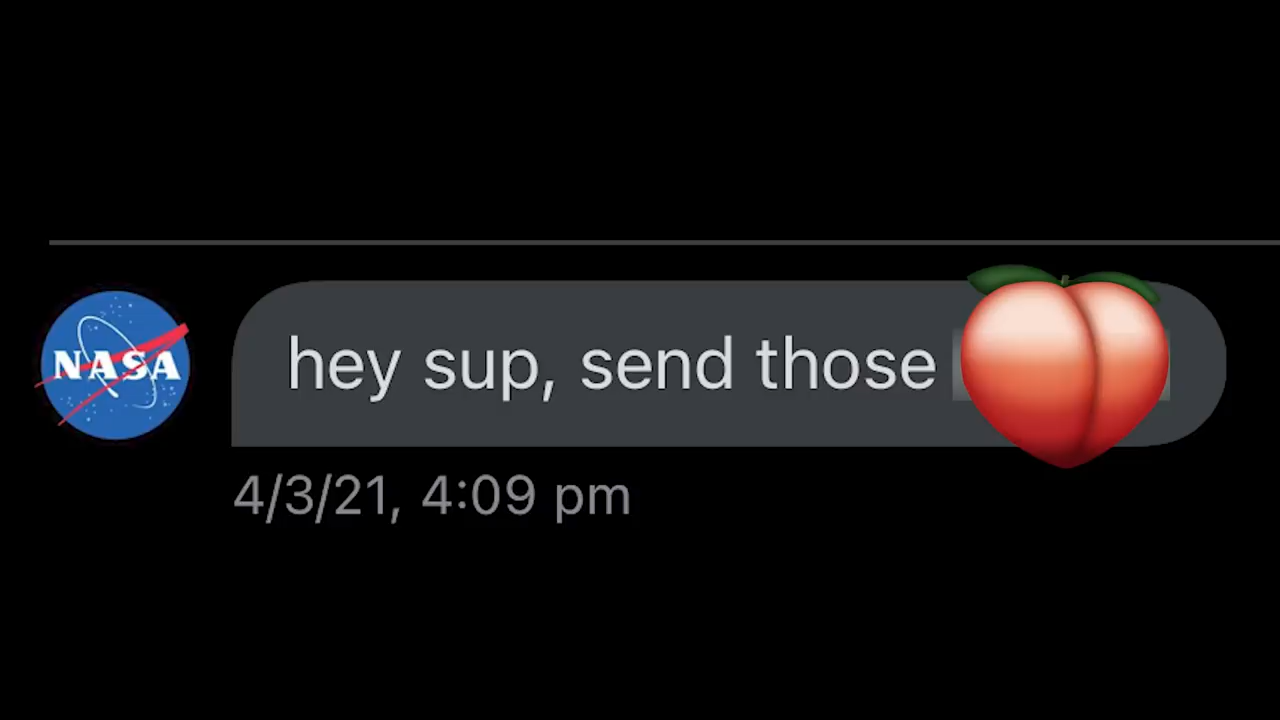 NASA
hey sup, send those
4/3/21, 4:09 pm